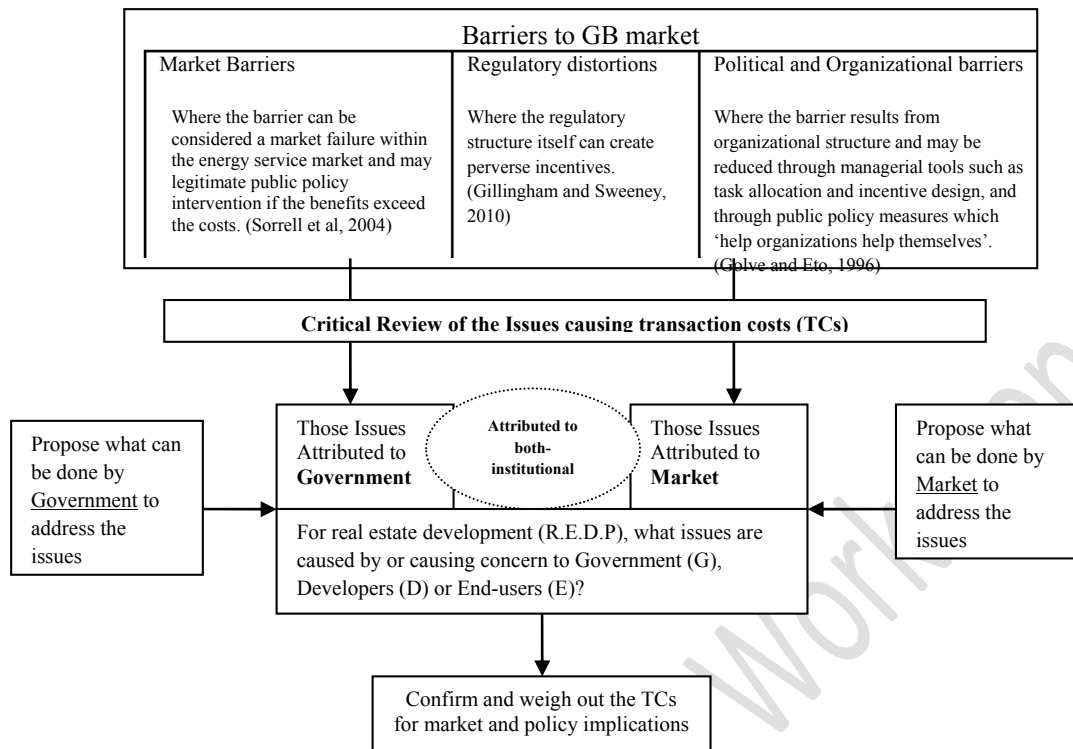 Barriers to GB market
Market Barriers
Where the barrier can be
considered a market failure within
the energy service market and may
legitimate public policy
intervention if the benefits exceed
the costs. (Sorrell et al, 2004)
Regulatory distortions
Where the regulatory
structure itself can create
perverse incentives.
(Gillingham and Sweeney,
2010)
Political and Organizational barriers
Where the barrier results from
organizational structure and may be
reduced through managerial tools such as
task allocation and incentive design, and
through public policy measures which
‘help organizations help themselves’.
(Golve and Eto, 1996)
Critical Review of the Issues causing transaction costs (TCs)
Propose what can
be done by
Government to
address the
issues
Those Issues
Attributed to
Government
Attributed to
both-
institutional
Those Issues
Attributed to
Market
Propose what
can be done by
Market to
address the
issues
For real estate development (R.E.D.P), what issues are
caused by or causing concern to Government (G),
Developers (D) or End-users (E)?
Confirm and weigh out the TCs
for market and policy implications
Work